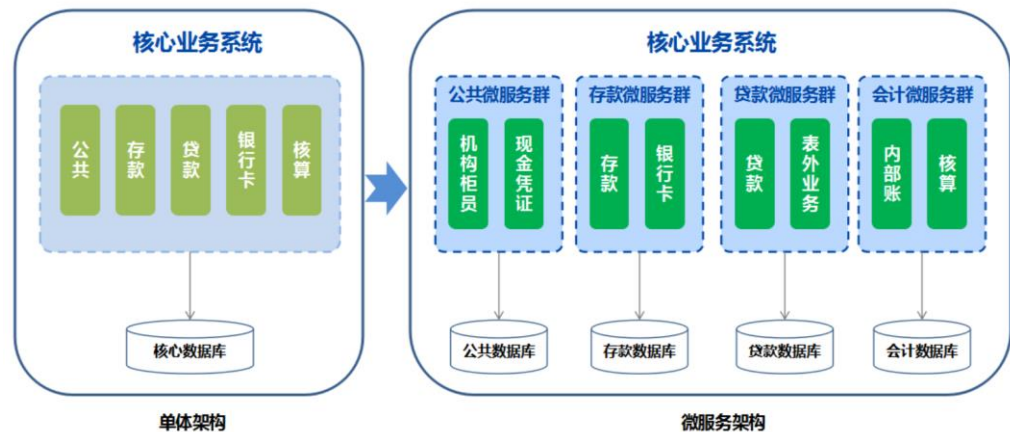 核心业务系统
公共
存款
贷款
银行卡
核算
核心数据库
单体架构
核心业务系统
公共微服务群
机构柜员
现金凭证
公共数据库
存款微服务群
存款
银行卡
存款数据库
贷款微服务群
贷款
表外业务
贷款数据库
会计微服务群
内部账
核算
会计数据库
微服务架构